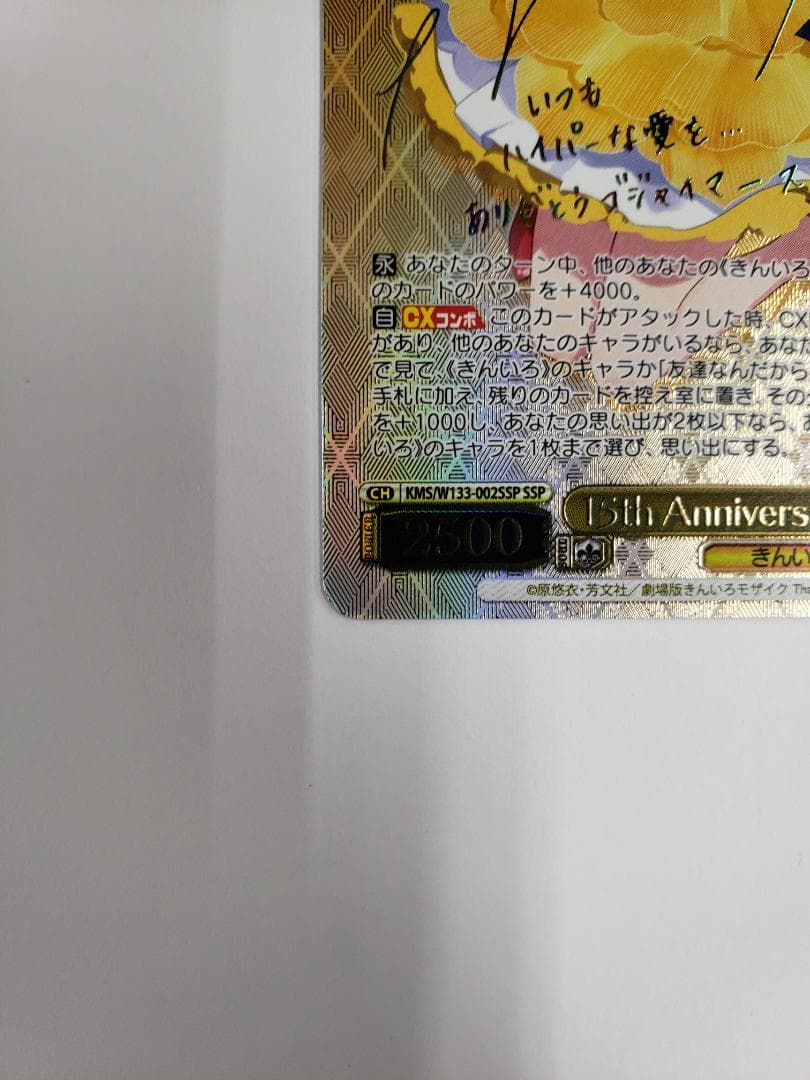 いつも
ハイパーな愛を…
ありがとうゴジャイマース
永 あなたのターン中、他のあなたの《きんいろ
のカードのパワーを＋4000。
自 CXコンボ このカードがアタックした時、CX
があり、他のあなたのキャラがいるなら、あなた
で見て、《きんいろ》のキャラか「友達なんだから
手札に加え、残りのカードを控え室に置き、その
を＋1000し、あなたの思い出が2枚以下なら、
いろ》のキャラを1枚まで選び、思い出にする。
CH KMS/W133-002SSP SSP
2500 15th Annivers
POWER SOUL きんい
©原悠衣・芳文社／劇場版きんいろモザイク Tha